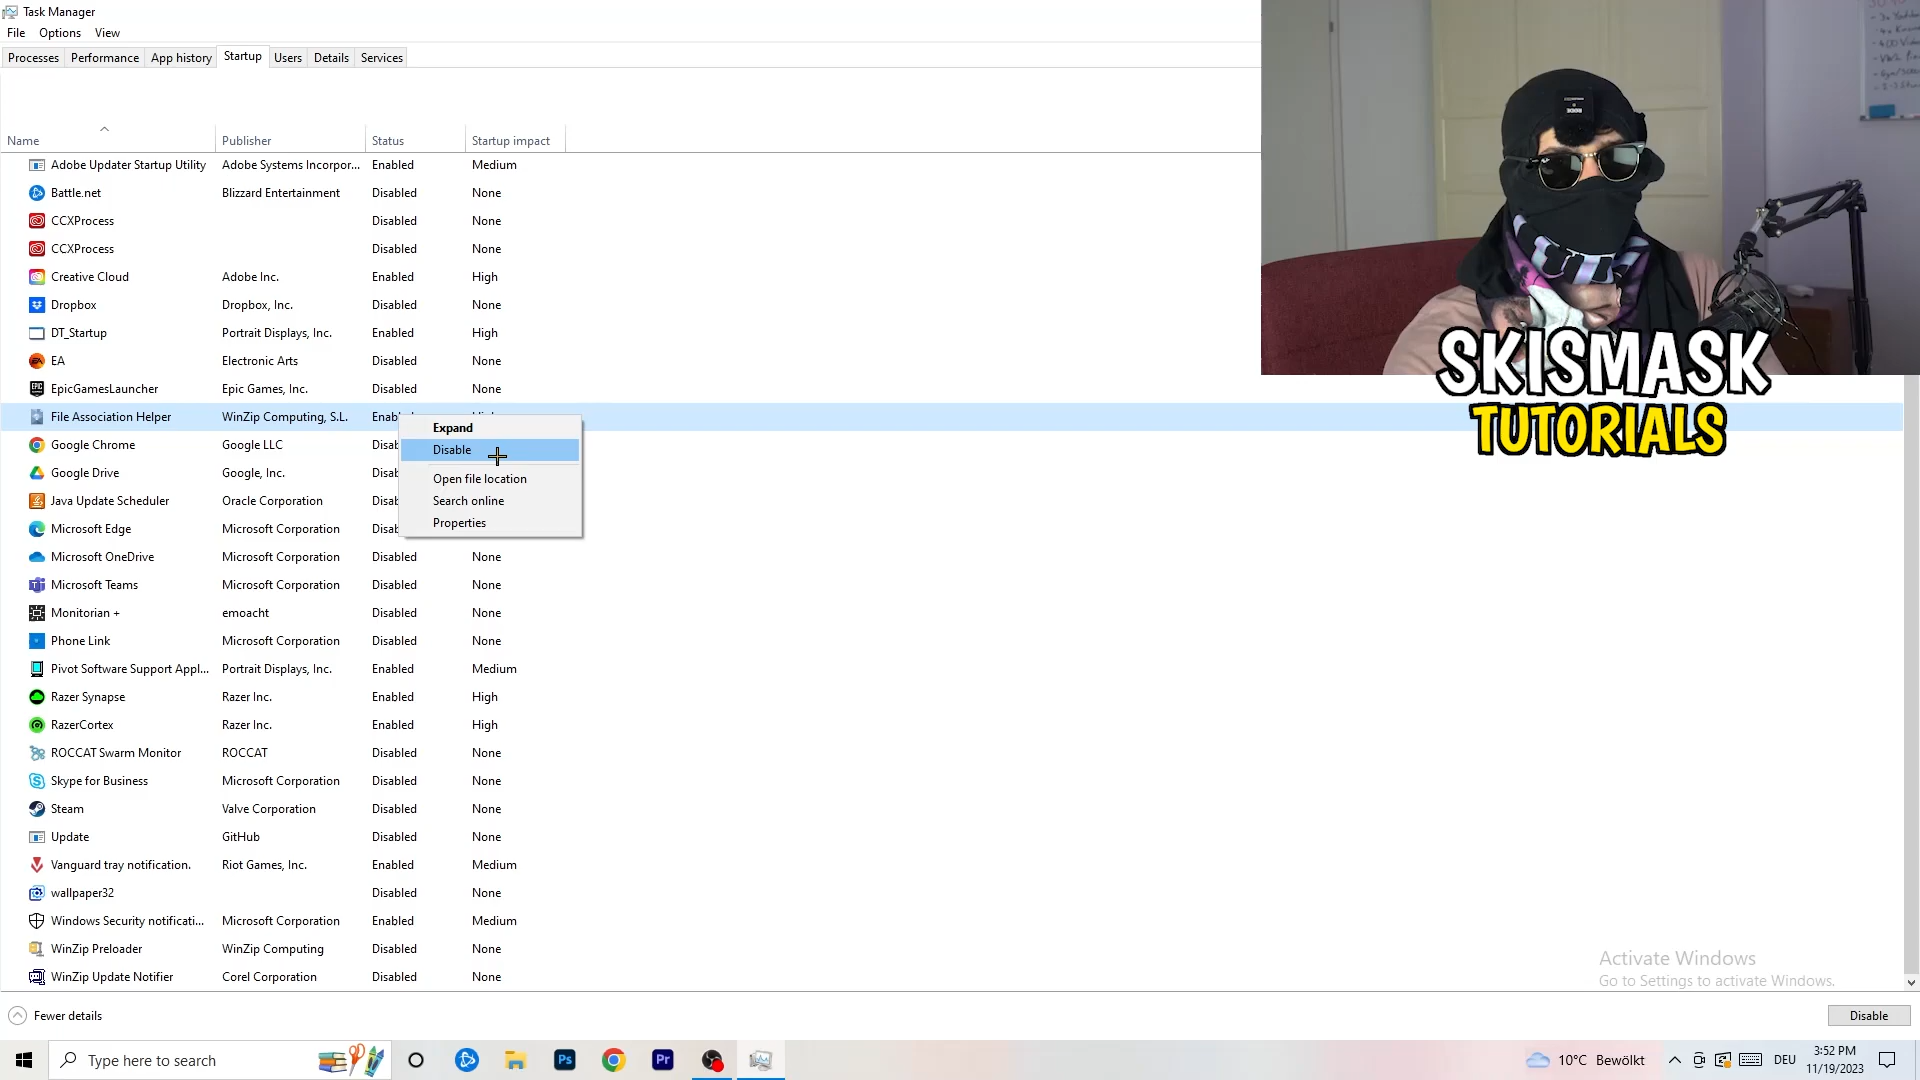 Task Manager
File Options View
Processes Performance App history Startup Users Details Services
Name Publisher Status Startup impact
Adobe Updater Startup Utility Adobe Systems Incorpor... Enabled Medium
Battle.net Blizzard Entertainment Disabled None
CCXProcess Disabled None
CCXProcess Disabled None
Creative Cloud Adobe Inc. Enabled High
Dropbox Dropbox, Inc. Disabled None
DT_Startup Portrait Displays, Inc. Enabled High
EA Electronic Arts Disabled None
EpicGamesLauncher Epic Games, Inc. Disabled None
File Association Helper WinZip Computing, S.L. Enab
Google Chrome Google LLC Disab
Google Drive Google, Inc. Disab
Java Update Scheduler Oracle Corporation Disab
Microsoft Edge Microsoft Corporation Disab
Expand
Disable
Open file location
Search online
Properties
Microsoft OneDrive Microsoft Corporation Disabled None
Microsoft Teams Microsoft Corporation Disabled None
Monitorian + emoacht Disabled None
Phone Link Microsoft Corporation Disabled None
Pivot Software Support Appl... Portrait Displays, Inc. Enabled Medium
Razer Synapse Razer Inc. Enabled High
RazerCortex Razer Inc. Enabled High
ROCCAT Swarm Monitor ROCCAT Disabled None
Skype for Business Microsoft Corporation Disabled None
Steam Valve Corporation Disabled None
Update GitHub Disabled None
Vanguard tray notification. Riot Games, Inc. Enabled Medium
wallpaper32 Disabled None
Windows Security notificati... Microsoft Corporation Enabled Medium
WinZip Preloader WinZip Computing Disabled None
WinZip Update Notifier Corel Corporation Disabled None
SKISMASK
TUTORIALS
Activate Windows
Go to Settings to activate Windows.
Fewer details
Disable
Type here to search
Ps
Pr
10°C Bewölkt
DEU
3:52 PM
11/19/2023